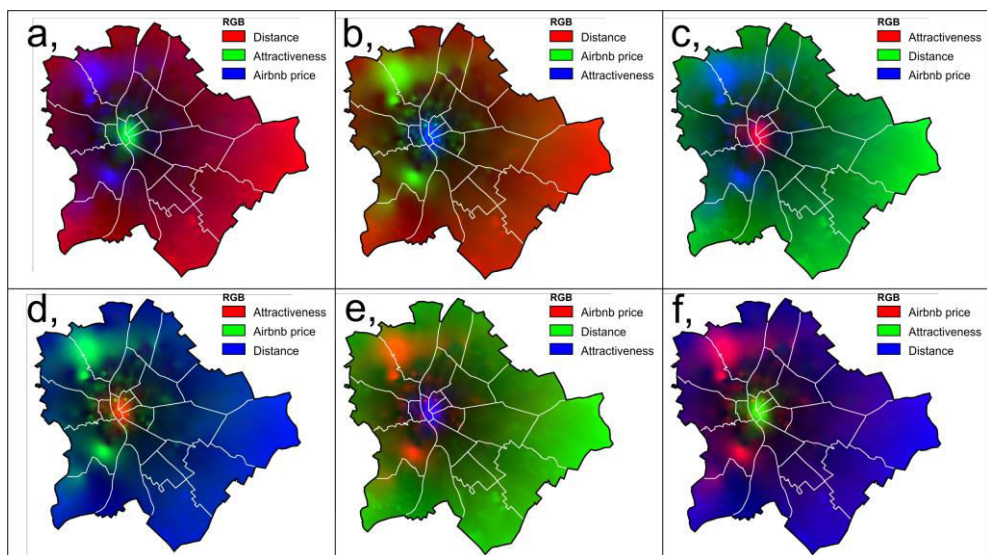 a,
RGB
Distance
Attractiveness
Airbnb price
b,
RGB
Distance
Airbnb price
Attractiveness
c,
RGB
Attractiveness
Distance
Airbnb price
d,
RGB
Attractiveness
Airbnb price
Distance
e,
RGB
Airbnb price
Distance
Attractiveness
f,
RGB
Airbnb price
Attractiveness
Distance